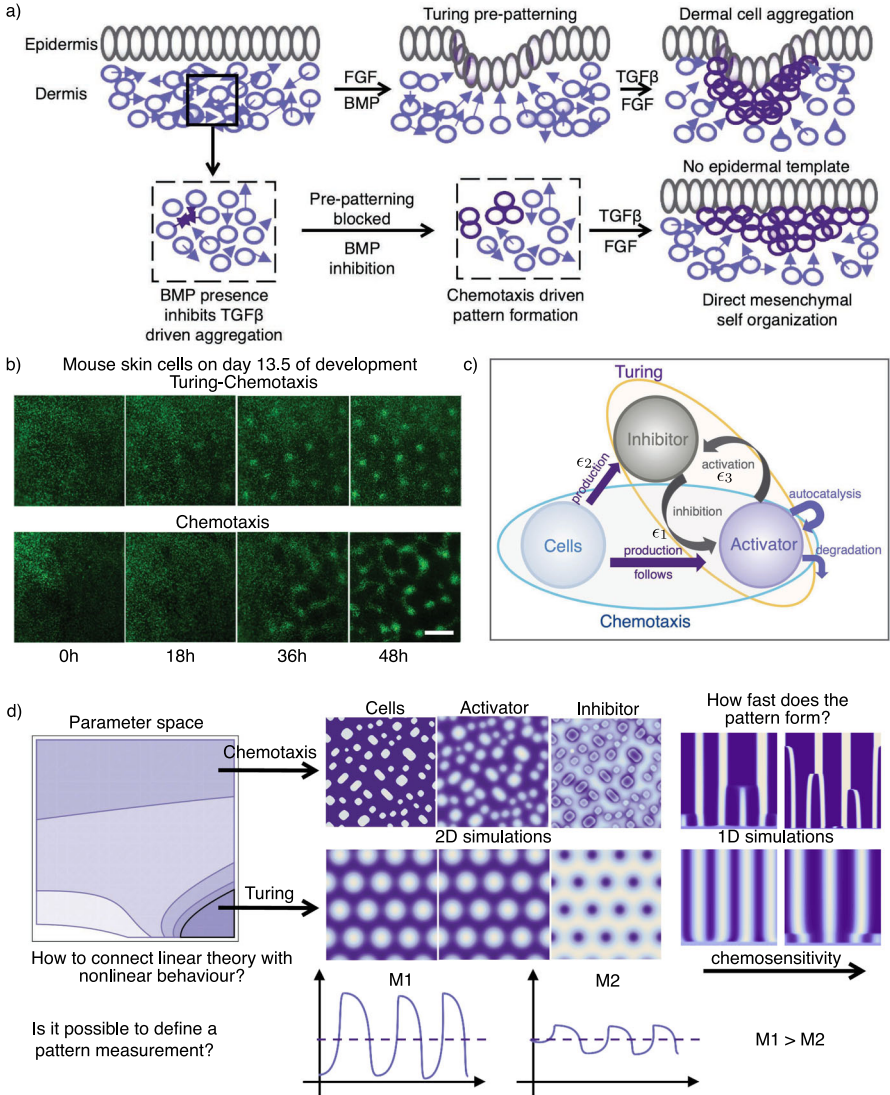 a)
Turing pre-patterning
Dermal cell aggregation
Epidermis
Dermis
FGF
BMP
TGFβ
FGF
No epidermal template
Pre-patterning
blocked
BMP
inhibition
TGFβ
FGF
BMP presence
inhibits TGFβ
driven aggregation
Chemotaxis driven
pattern formation
Direct mesenchymal
self organization
b)
Mouse skin cells on day 13.5 of development
Turing-Chemotaxis
Chemotaxis
0h 18h 36h 48h
c)
Turing
Inhibitor
ϵ2
production
activation
ϵ3
inhibition
ϵ1
autocatalysis
Cells
production
follows
Activator
degradation
Chemotaxis
d)
Parameter space
Chemotaxis
Turing
How to connect linear theory with
nonlinear behaviour?
Cells Activator Inhibitor
2D simulations
How fast does the
pattern form?
1D simulations
chemosensitivity
Is it possible to define a
pattern measurement?
M1
M2
M1 > M2